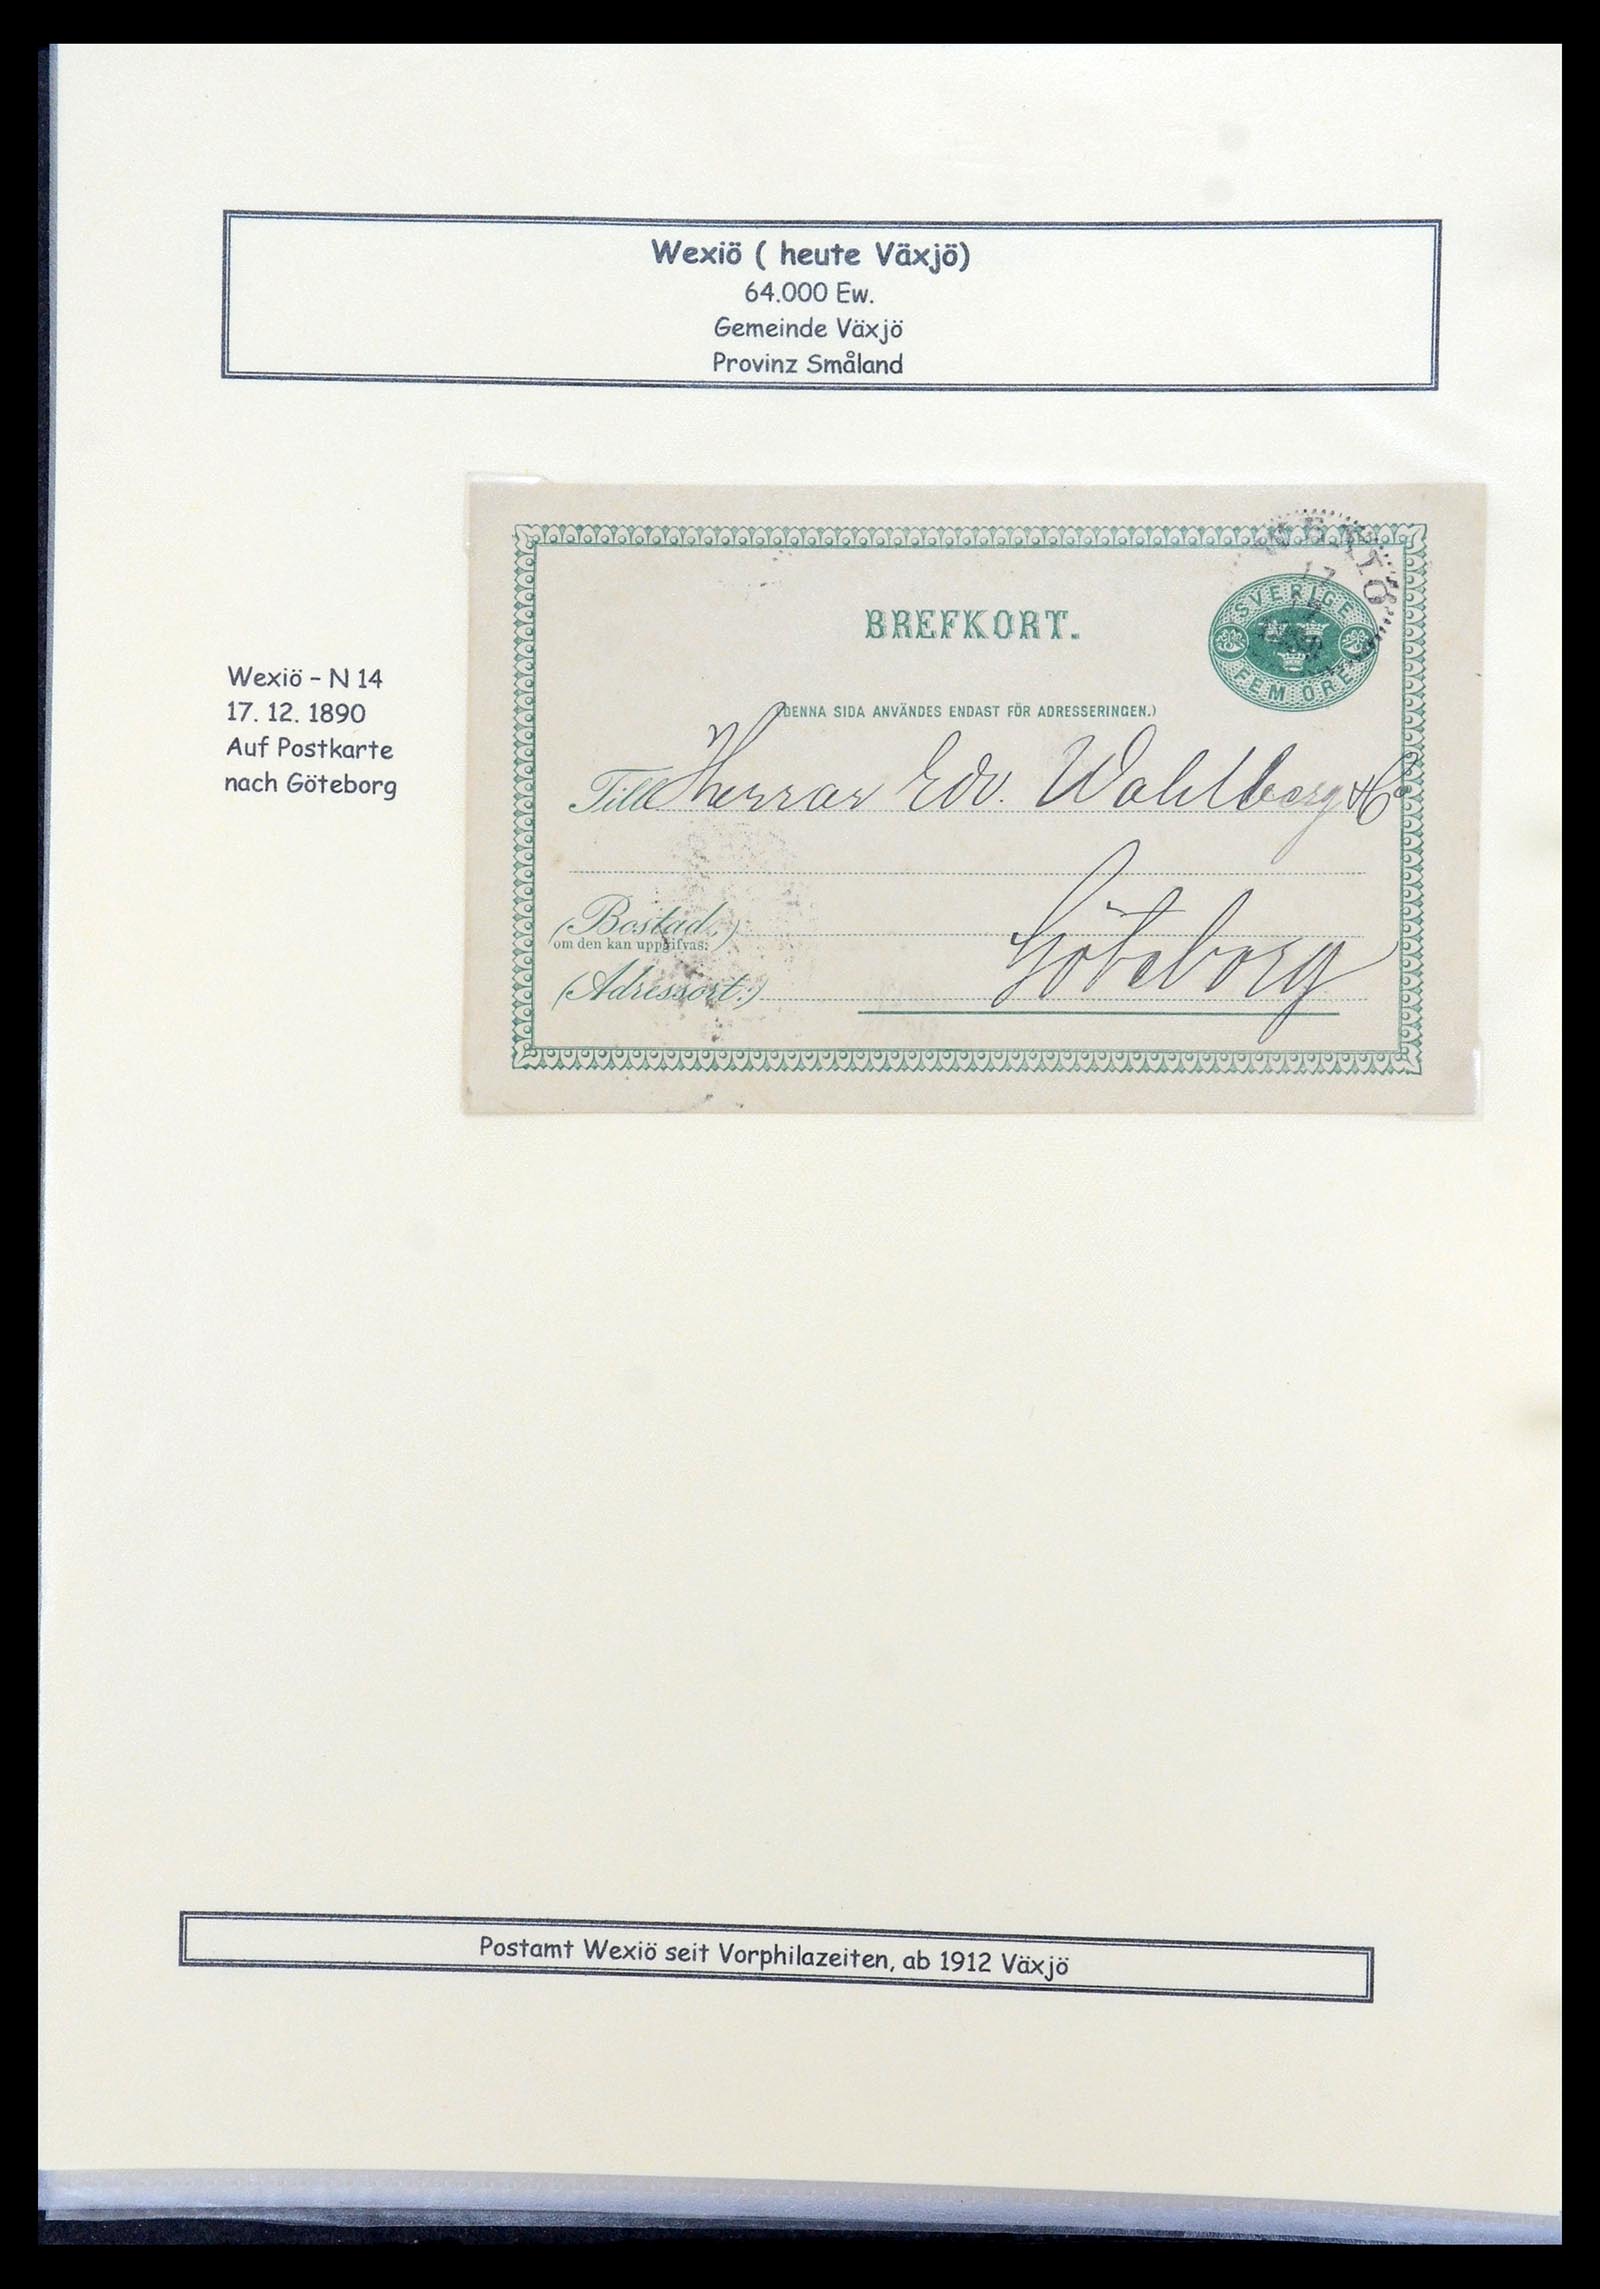 Wexiö ( heute Växjö)
64.000 Ew.
Gemeinde Växjö
Provinz Småland
WEXIÖ
17
SVERIGE
FEM ÖRE
BREFKORT.
(DENNA SIDA ANVÄNDES ENDAST FÖR ADRESSERINGEN.)
Wexiö – N 14
17. 12. 1890
Auf Postkarte
nach Göteborg
Till Herrar Edv. Wahlberg & Co
(Bostad,)
om den kan uppgifvas:
Göteborg
(Adressort:)
Postamt Wexiö seit Vorphilazeiten, ab 1912 Växjö